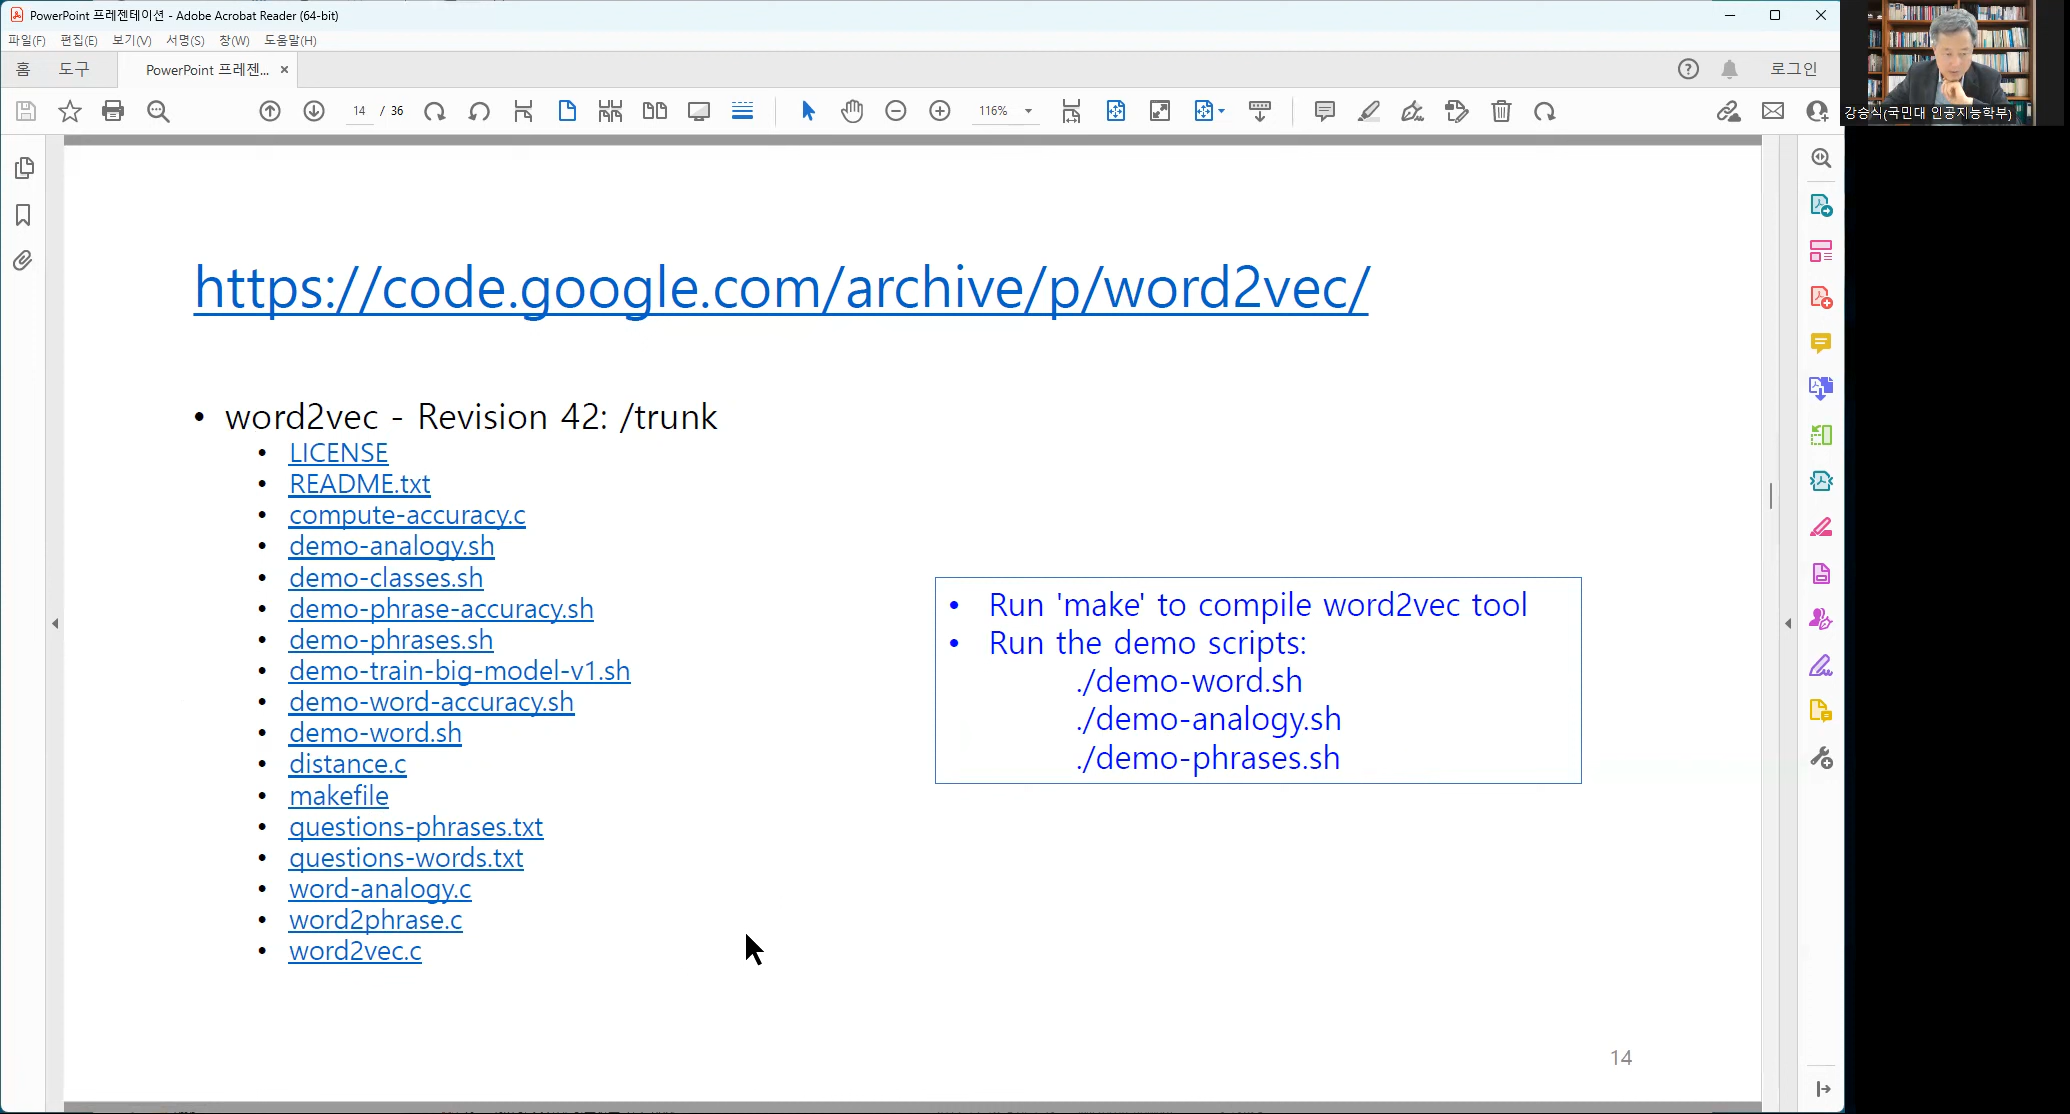 PowerPoint 프레젠테이션 - Adobe Acrobat Reader (64-bit)
파일(F) 편집(E) 보기(V) 서명(S) 창(W) 도움말(H)
홈 도구 PowerPoint 프레젠... × 로그인
14 / 36 116%
강승식(국민대 인공지능학부)
https://code.google.com/archive/p/word2vec/
• word2vec - Revision 42: /trunk
• LICENSE
• README.txt
• compute-accuracy.c
• demo-analogy.sh
• demo-classes.sh
• demo-phrase-accuracy.sh
• demo-phrases.sh
• demo-train-big-model-v1.sh
• demo-word-accuracy.sh
• demo-word.sh
• distance.c
• makefile
• questions-phrases.txt
• questions-words.txt
• word-analogy.c
• word2phrase.c
• word2vec.c
• Run 'make' to compile word2vec tool
• Run the demo scripts:
./demo-word.sh
./demo-analogy.sh
./demo-phrases.sh
14